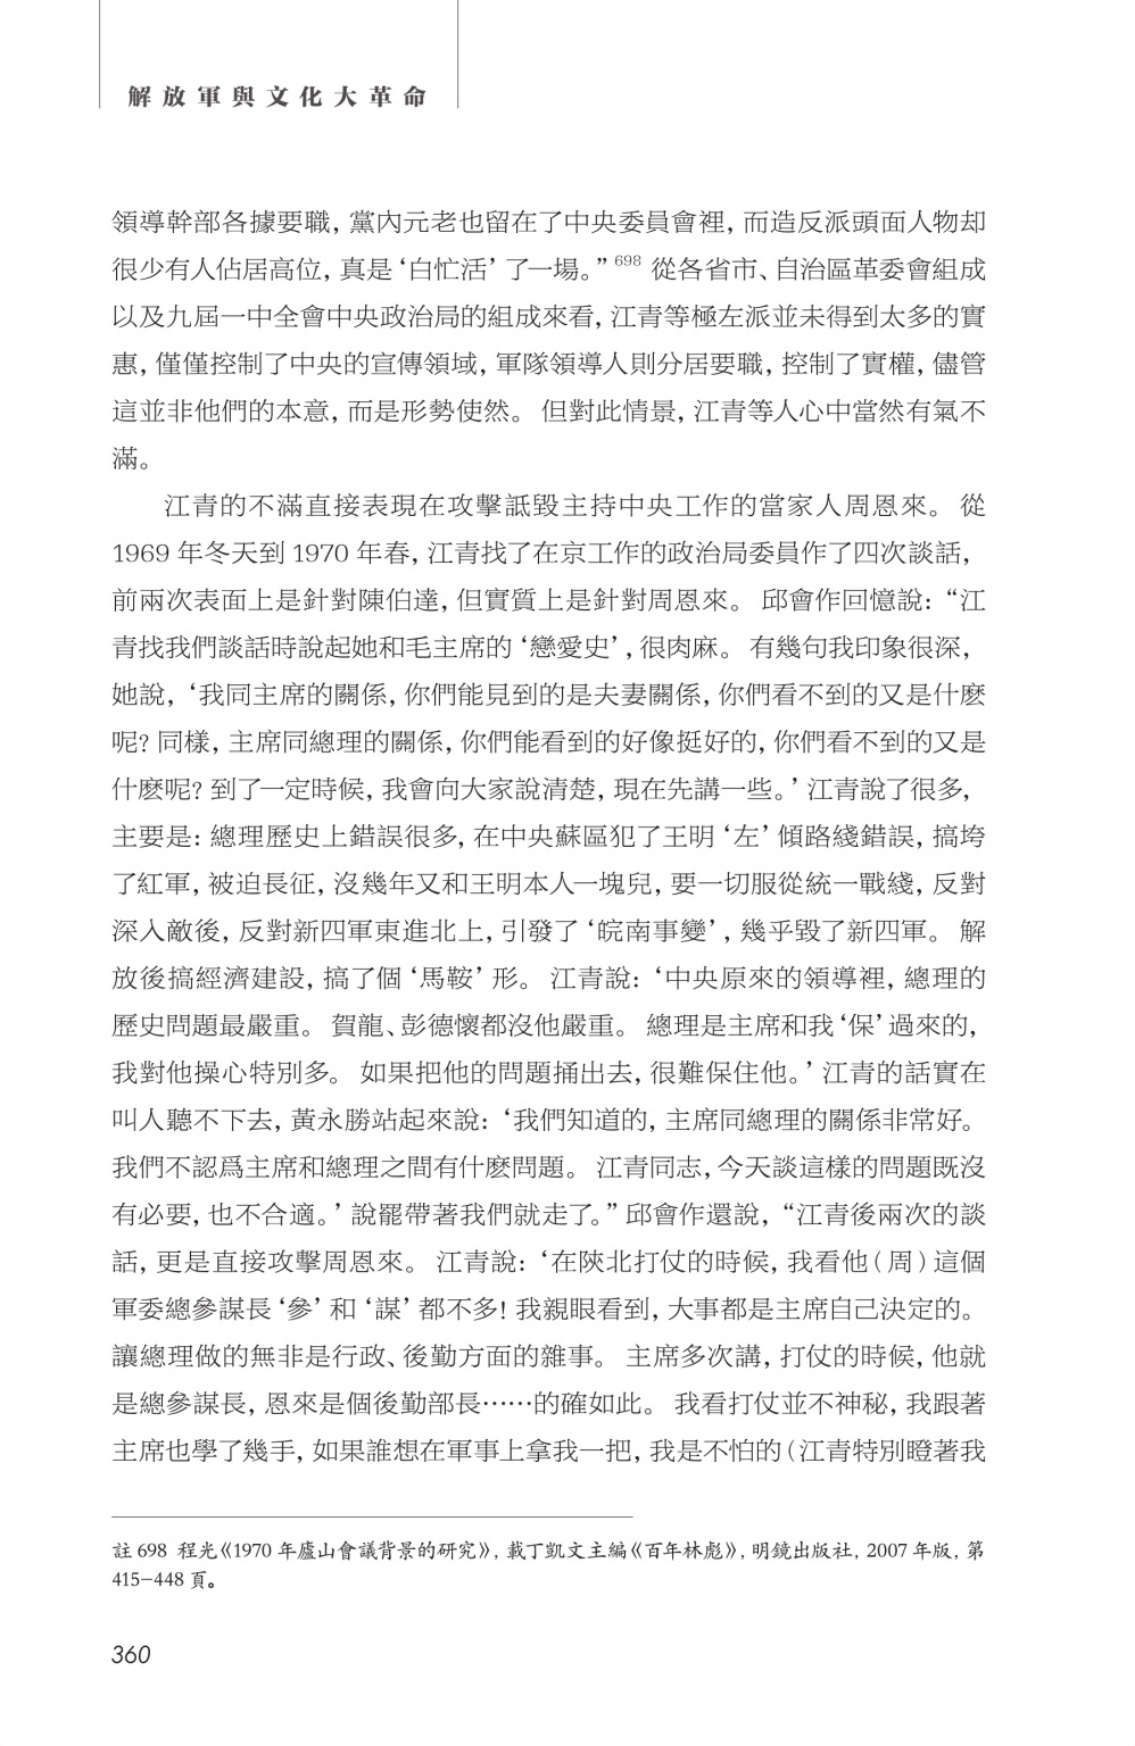 解放軍與文化大革命
領導幹部各據要職，黨內元老也留在了中央委員會裡，而造反派頭面人物却
很少有人佔居高位，真是‘白忙活’了一場。”698 從各省市、自治區革委會組成
以及九屆一中全會中央政治局的組成來看，江青等極左派並未得到太多的實
惠，僅僅控制了中央的宣傳領域，軍隊領導人則分居要職，控制了實權，儘管
這並非他們的本意，而是形勢使然。 但對此情景，江青等人心中當然有氣不
滿。
江青的不滿直接表現在攻擊詆毀主持中央工作的當家人周恩來。 從
1969 年冬天到 1970 年春，江青找了在京工作的政治局委員作了四次談話，
前兩次表面上是針對陳伯達，但實質上是針對周恩來。 邱會作回憶說：“江
青找我們談話時說起她和毛主席的‘戀愛史’，很肉麻。 有幾句我印象很深，
她說，‘我同主席的關係，你們能見到的是夫妻關係，你們看不到的又是什麽
呢？同樣，主席同總理的關係，你們能看到的好像挺好的，你們看不到的又是
什麽呢？到了一定時候，我會向大家說清楚，現在先講一些。’江青說了很多，
主要是：總理歷史上錯誤很多，在中央蘇區犯了王明‘左’傾路綫錯誤，搞垮
了紅軍，被迫長征，沒幾年又和王明本人一塊兒，要一切服從統一戰綫，反對
深入敵後，反對新四軍東進北上，引發了‘皖南事變’，幾乎毀了新四軍。 解
放後搞經濟建設，搞了個‘馬鞍’形。 江青說：‘中央原來的領導裡，總理的
歷史問題最嚴重。 賀龍、彭德懷都沒他嚴重。 總理是主席和我‘保’過來的，
我對他操心特別多。 如果把他的問題捅出去，很難保住他。’江青的話實在
叫人聽不下去，黃永勝站起來說：‘我們知道的，主席同總理的關係非常好。
我們不認爲主席和總理之間有什麽問題。 江青同志，今天談這樣的問題既沒
有必要，也不合適。’說罷帶著我們就走了。”邱會作還說，“江青後兩次的談
話，更是直接攻擊周恩來。 江青說：‘在陝北打仗的時候，我看他（周）這個
軍委總參謀長‘參’和‘謀’都不多！我親眼看到，大事都是主席自己決定的。
讓總理做的無非是行政、後勤方面的雜事。 主席多次講，打仗的時候，他就
是總參謀長，恩來是個後勤部長……的確如此。 我看打仗並不神秘，我跟著
主席也學了幾手，如果誰想在軍事上拿我一把，我是不怕的（江青特別瞪著我
註 698 程光《1970 年廬山會議背景的研究》，載丁凱文主編《百年林彪》，明鏡出版社，2007 年版，第
415–448 頁。
360